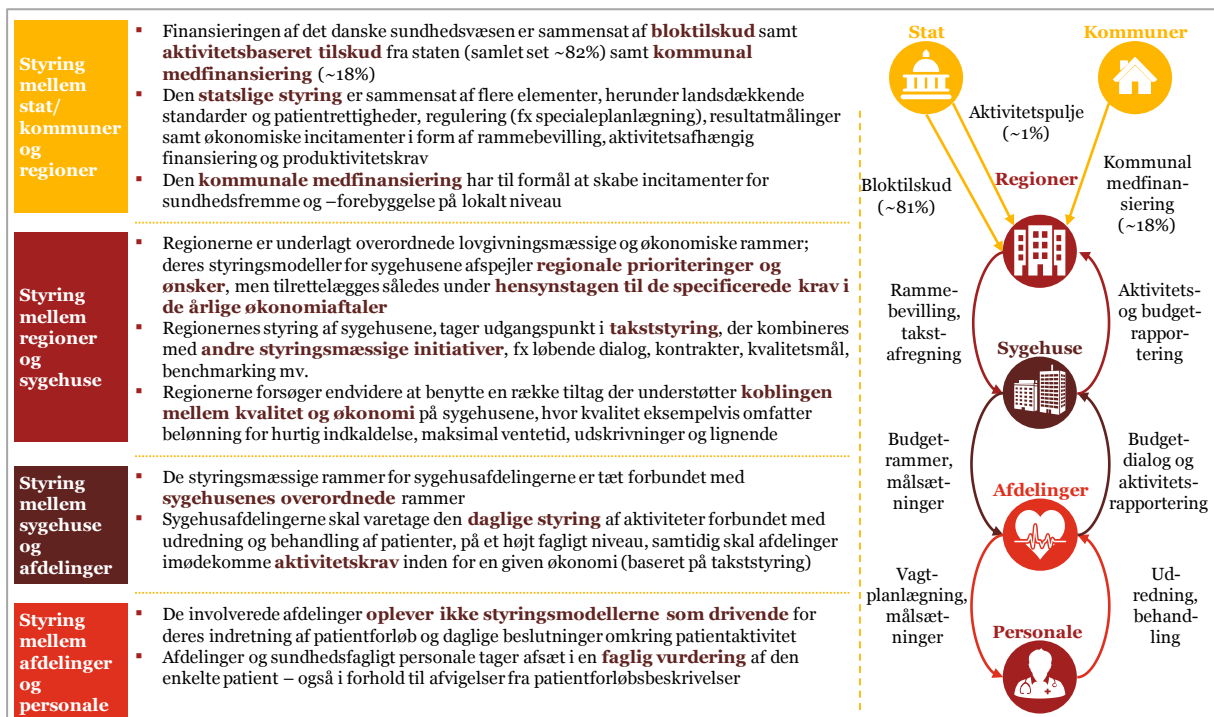 Styring
mellem
stat/
kommuner
og
regioner
▪ Finansieringen af det danske sundhedsvæsen er sammensat af bloktilskud samt
aktivitetsbaseret tilskud fra staten (samlet set ~82%) samt kommunal
medfinansiering (~18%)
▪ Den statslige styring er sammensat af flere elementer, herunder landsdækkende
standarder og patientrettigheder, regulering (fx specialeplanlægning), resultatmålinger
samt økonomiske incitamenter i form af rammebevilling, aktivitetsafhængig
finansiering og produktivitetskrav
▪ Den kommunale medfinansiering har til formål at skabe incitamenter for
sundhedsfremme og –forebyggelse på lokalt niveau
Styring
mellem
regioner
og
sygehuse
▪ Regionerne er underlagt overordnede lovgivningsmæssige og økonomiske rammer;
deres styringsmodeller for sygehusene afspejler regionale prioriteringer og
ønsker, men tilrettelægges således under hensynstagen til de specificerede krav i
de årlige økonomiaftaler
▪ Regionernes styring af sygehusene, tager udgangspunkt i takststyring, der kombineres
med andre styringsmæssige initiativer, fx løbende dialog, kontrakter, kvalitetsmål,
benchmarking mv.
▪ Regionerne forsøger endvidere at benytte en række tiltag der understøtter koblingen
mellem kvalitet og økonomi på sygehusene, hvor kvalitet eksempelvis omfatter
belønning for hurtig indkaldelse, maksimal ventetid, udskrivninger og lignende
Styring
mellem
sygehuse
og
afdelinger
▪ De styringsmæssige rammer for sygehusafdelingerne er tæt forbundet med
sygehusenes overordnede rammer
▪ Sygehusafdelingerne skal varetage den daglige styring af aktiviteter forbundet med
udredning og behandling af patienter, på et højt fagligt niveau, samtidig skal afdelinger
imødekomme aktivitetskrav inden for en given økonomi (baseret på takststyring)
Styring
mellem
afdelinger
og
personale
▪ De involverede afdelinger oplever ikke styringsmodellerne som drivende for
deres indretning af patientforløb og daglige beslutninger omkring patientaktivitet
▪ Afdelinger og sundhedsfagligt personale tager afsæt i en faglig vurdering af den
enkelte patient – også i forhold til afvigelser fra patientforløbsbeskrivelser
Stat
Kommuner
Aktivitetspulje
(~1%)
Bloktilskud
(~81%)
Regioner
Kommunal
medfinan-
siering
(~18%)
Ramme-
bevilling,
takst-
afregning
Aktivitets-
og budget-
rappor-
tering
Sygehuse
Budget-
rammer,
målsæt-
ninger
Budget-
dialog og
aktivitets-
rapportering
Afdelinger
Vagt-
planlægning,
målsæt-
ninger
Ud-
redning,
behand-
ling
Personale